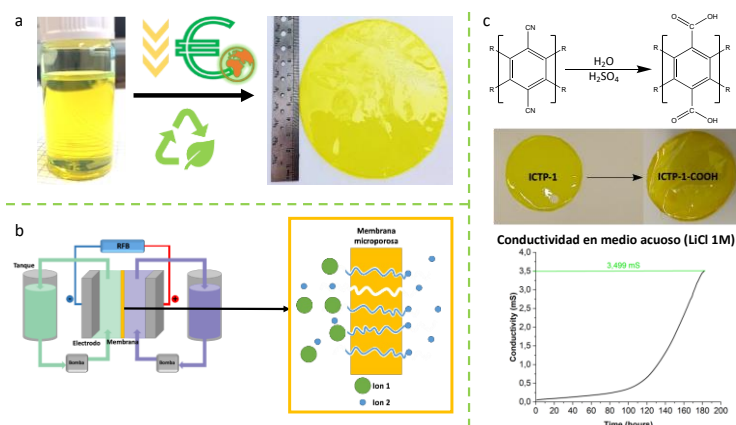 a
b
RFB
Tanque
Electrodo
Membrana
Bomba
Bomba
Membrana
microporosa
Ion 1
Ion 2
c
CN
R
R
R
R
CN
H₂O
H₂SO₄
O
C
OH
R
R
R
R
O
C
OH
ICTP-1
ICTP-1-COOH
Conductividad en medio acuoso (LiCl 1M)
3.499 mS
Conductivity (mS)
3,5
3,0
2,5
2,0
1,5
1,0
0,5
0,0
0 20 40 60 80 100 120 140 160 180 200
Time (hours)